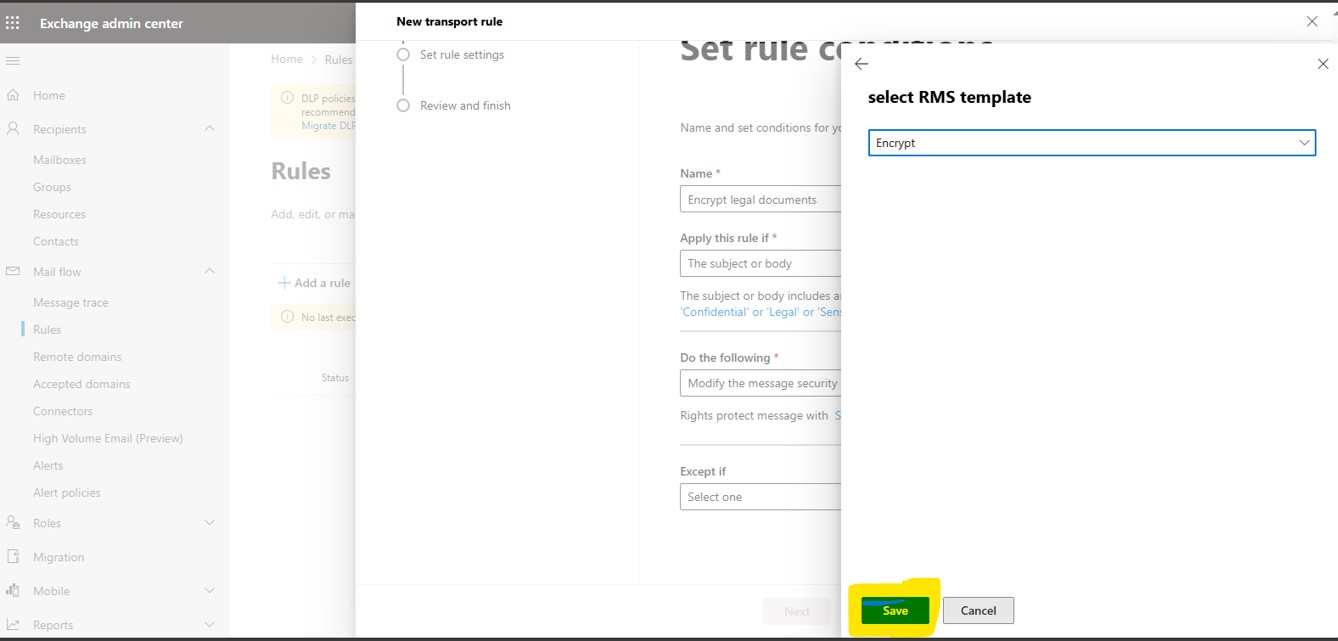 Exchange admin center
Home
Recipients
Mailboxes
Groups
Resources
Contacts
Mail flow
Message trace
Rules
Remote domains
Accepted domains
Connectors
High Volume Email (Preview)
Alerts
Alert policies
Roles
Migration
Mobile
Reports
Home > Rules
DLP policies
recommend
Migrate DLP
Rules
Add, edit, or ma
Add a rule
No last exec
Status
New transport rule
Set rule settings
Review and finish
Set rule conditions
Name and set conditions for yo
Name *
Encrypt legal documents
Apply this rule if *
The subject or body
The subject or body includes a
'Confidential' or 'Legal' or 'Sens
Do the following *
Modify the message security
Rights protect message with S
Except if
Select one
Next
select RMS template
Encrypt
Save
Cancel